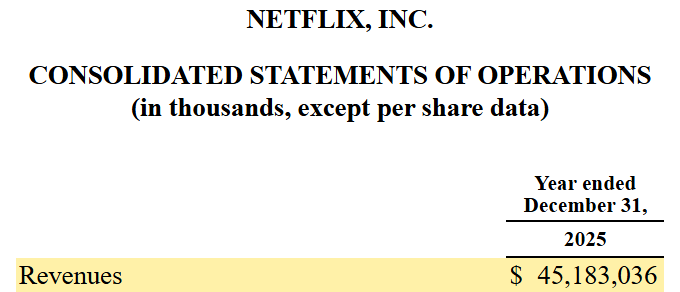 NETFLIX, INC.
CONSOLIDATED STATEMENTS OF OPERATIONS
(in thousands, except per share data)
Year ended
December 31,
2025
Revenues $ 45,183,036